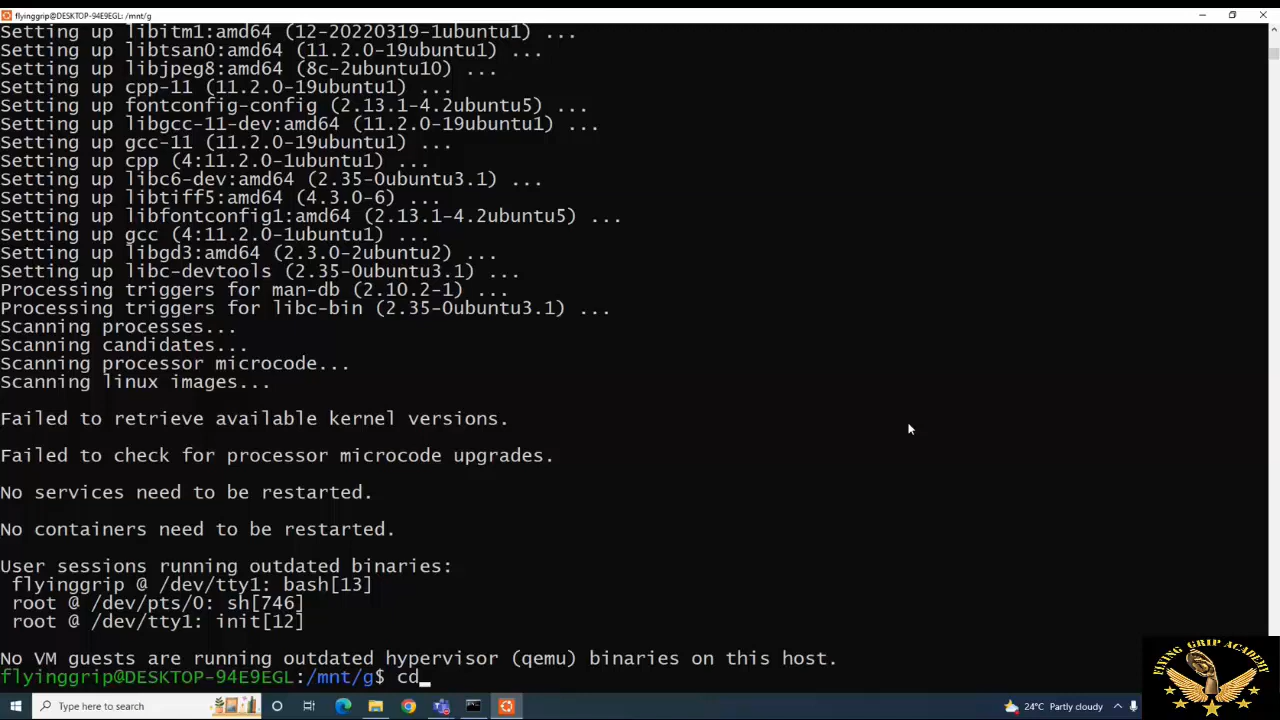 flyinggrip@DESKTOP-94E9EGL: /mnt/g
Setting up libitm1:amd64 (12-20220319-1ubuntu1) ...
Setting up libtsan0:amd64 (11.2.0-19ubuntu1) ...
Setting up libjpeg8:amd64 (8c-2ubuntu10) ...
Setting up cpp-11 (11.2.0-19ubuntu1) ...
Setting up fontconfig-config (2.13.1-4.2ubuntu5) ...
Setting up libgcc-11-dev:amd64 (11.2.0-19ubuntu1) ...
Setting up gcc-11 (11.2.0-19ubuntu1) ...
Setting up cpp (4:11.2.0-1ubuntu1) ...
Setting up libc6-dev:amd64 (2.35-0ubuntu3.1) ...
Setting up libtiff5:amd64 (4.3.0-6) ...
Setting up libfontconfig1:amd64 (2.13.1-4.2ubuntu5) ...
Setting up gcc (4:11.2.0-1ubuntu1) ...
Setting up libgd3:amd64 (2.3.0-2ubuntu2) ...
Setting up libc-devtools (2.35-0ubuntu3.1) ...
Processing triggers for man-db (2.10.2-1) ...
Processing triggers for libc-bin (2.35-0ubuntu3.1) ...
Scanning processes...
Scanning candidates...
Scanning processor microcode...
Scanning linux images...
Failed to retrieve available kernel versions.
Failed to check for processor microcode upgrades.
No services need to be restarted.
No containers need to be restarted.
User sessions running outdated binaries:
flyinggrip @ /dev/tty1: bash[13]
root @ /dev/pts/0: sh[746]
root @ /dev/tty1: init[12]
No VM guests are running outdated hypervisor (qemu) binaries on this host.
flyinggrip@DESKTOP-94E9EGL:/mnt/g$ cd_
Type here to search
24°C Partly cloudy
FLYING GRIP ACADEMY